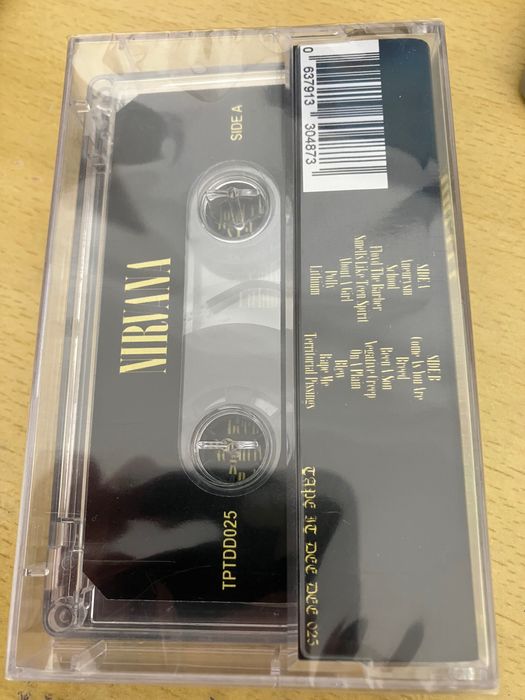 NIRVANA
SIDE A
TPTDD025
0 637913 304873
SIDE A
Aneurysm
School
Floyd The Barber
Smells Like Teen Spirit
About A Girl
Polly
Lithium
SIDE B
Come As You Are
Breed
Been A Son
Negative Creep
On A Plain
Blew
Rape Me
Territorial Pissings
TAPE IT DEE DEE 025